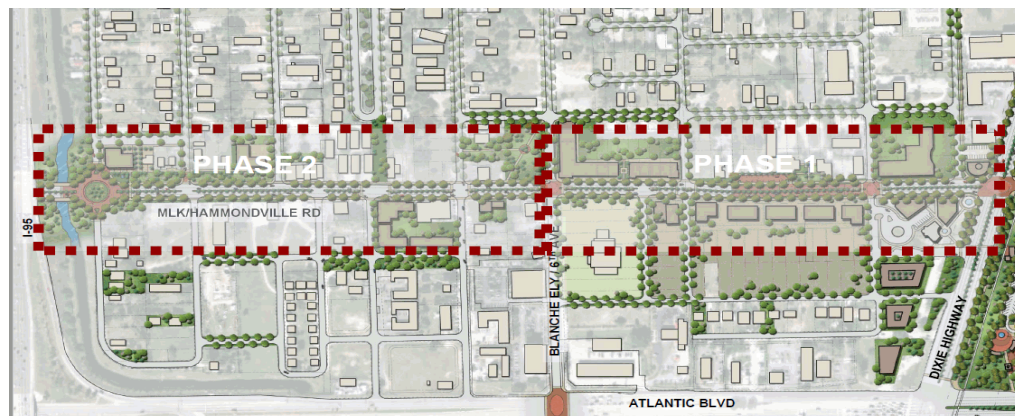 PHASE 2
PHASE 1
MLK/HAMMONDVILLE RD
I-95
BLANCHE ELY / 6TH AVE
DIXIE HIGHWAY
ATLANTIC BLVD